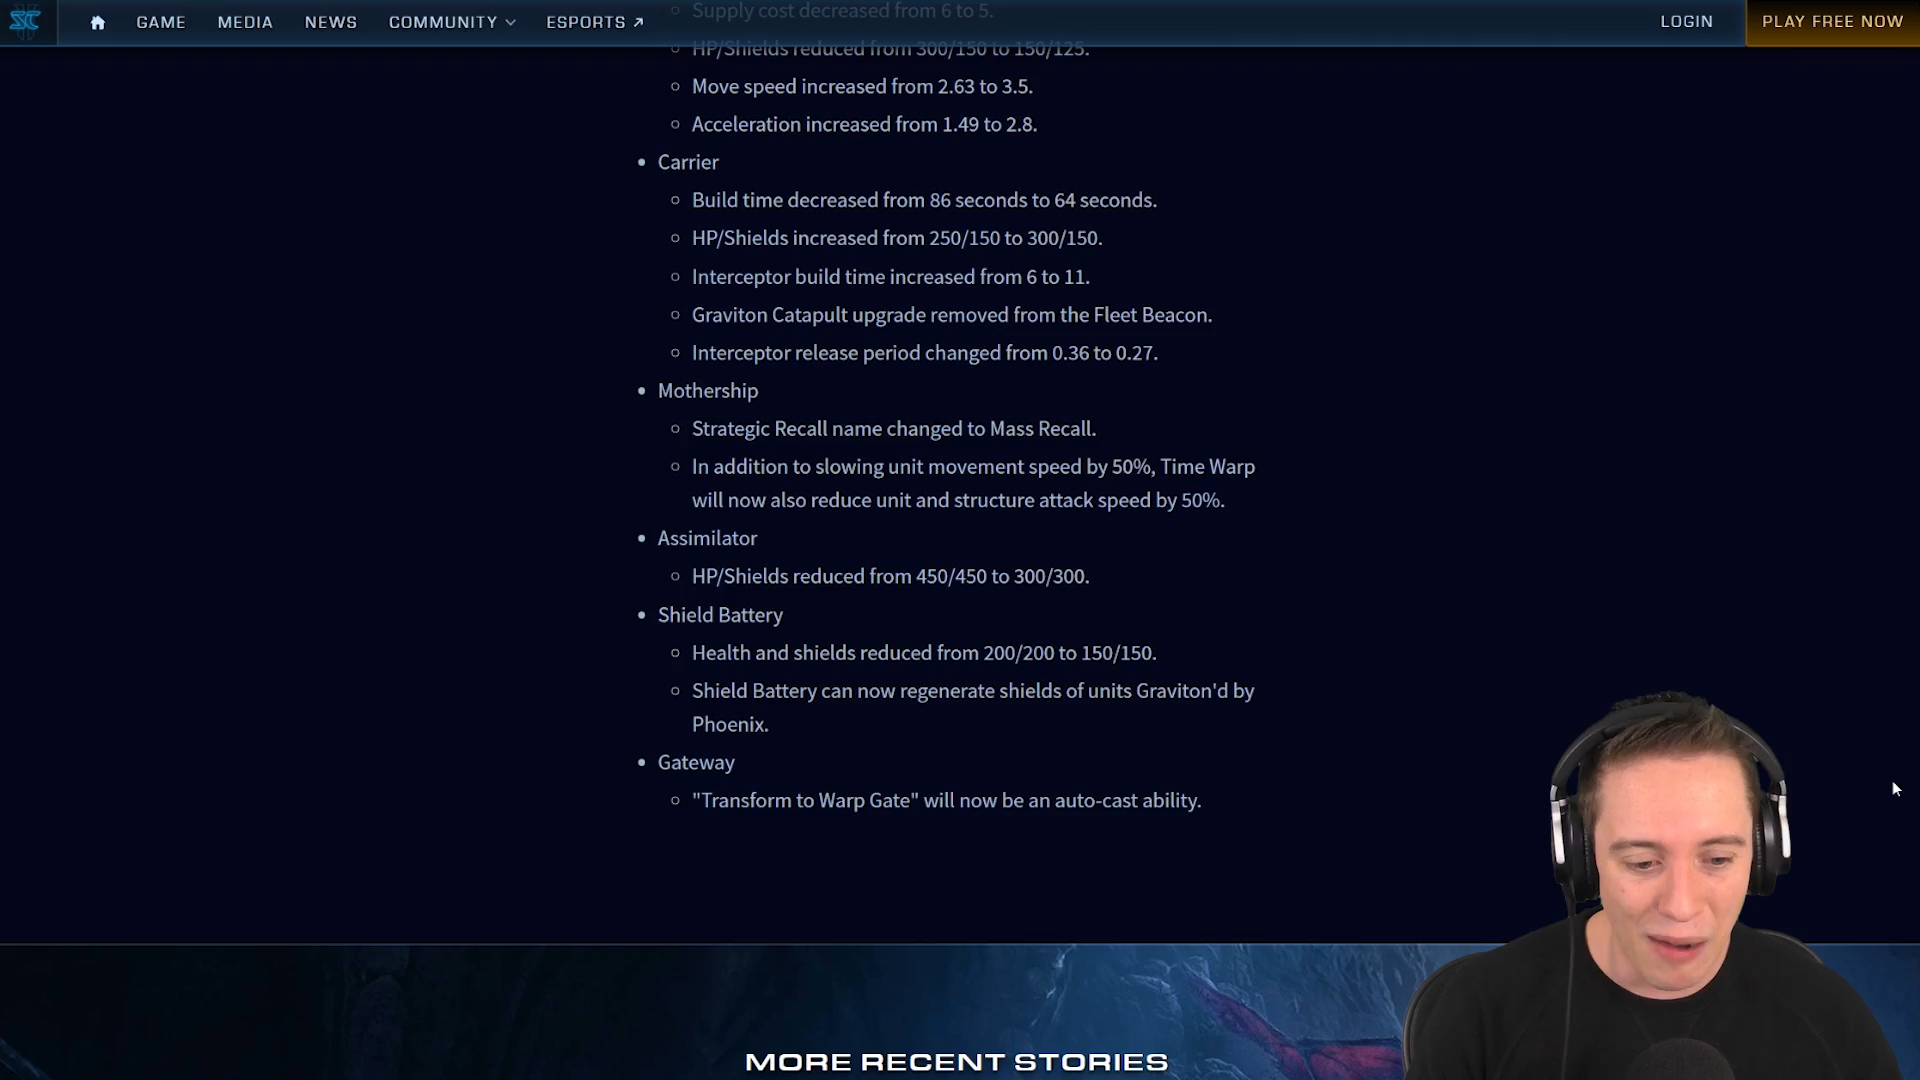 SC
GAME MEDIA NEWS COMMUNITY ESPORTS LOGIN PLAY FREE NOW
Supply cost decreased from 6 to 5.
HP/Shields reduced from 300/150 to 150/125.
Move speed increased from 2.63 to 3.5.
Acceleration increased from 1.49 to 2.8.
Carrier
Build time decreased from 86 seconds to 64 seconds.
HP/Shields increased from 250/150 to 300/150.
Interceptor build time increased from 6 to 11.
Graviton Catapult upgrade removed from the Fleet Beacon.
Interceptor release period changed from 0.36 to 0.27.
Mothership
Strategic Recall name changed to Mass Recall.
In addition to slowing unit movement speed by 50%, Time Warp
will now also reduce unit and structure attack speed by 50%.
Assimilator
HP/Shields reduced from 450/450 to 300/300.
Shield Battery
Health and shields reduced from 200/200 to 150/150.
Shield Battery can now regenerate shields of units Graviton'd by
Phoenix.
Gateway
"Transform to Warp Gate" will now be an auto-cast ability.
MORE RECENT STORIES